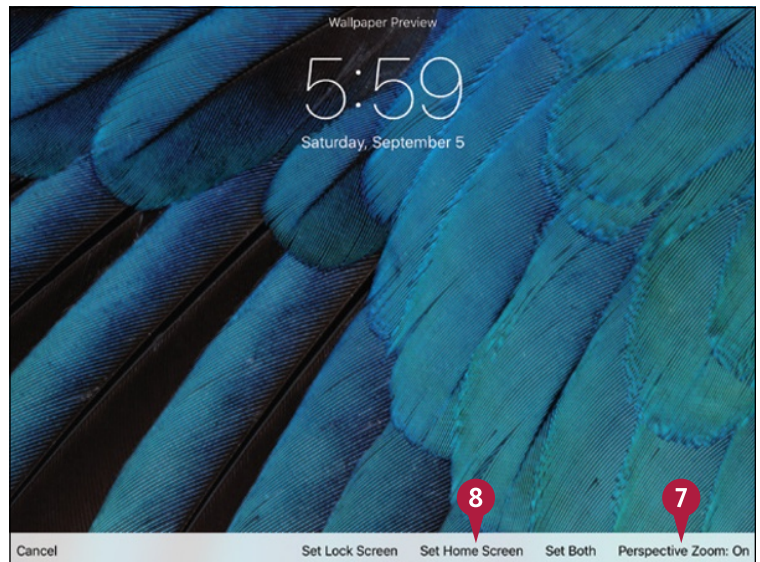 Wallpaper Preview
5:59
Saturday, September 5
8
7
Cancel
Set Lock Screen
Set Home Screen
Set Both
Perspective Zoom: On